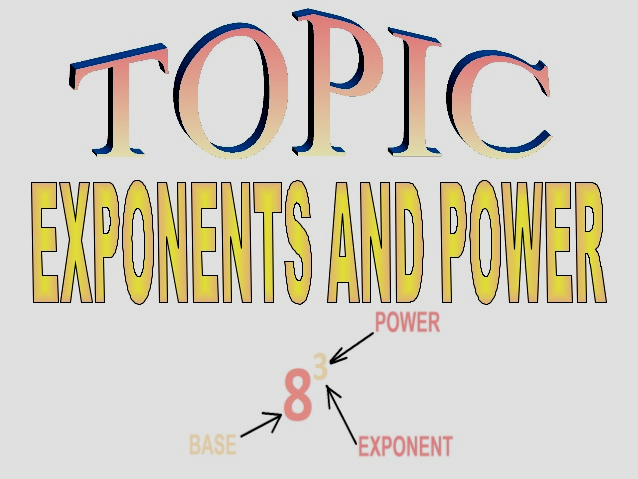 TOPIC
EXPONENTS AND POWER
POWER
8³
BASE
EXPONENT